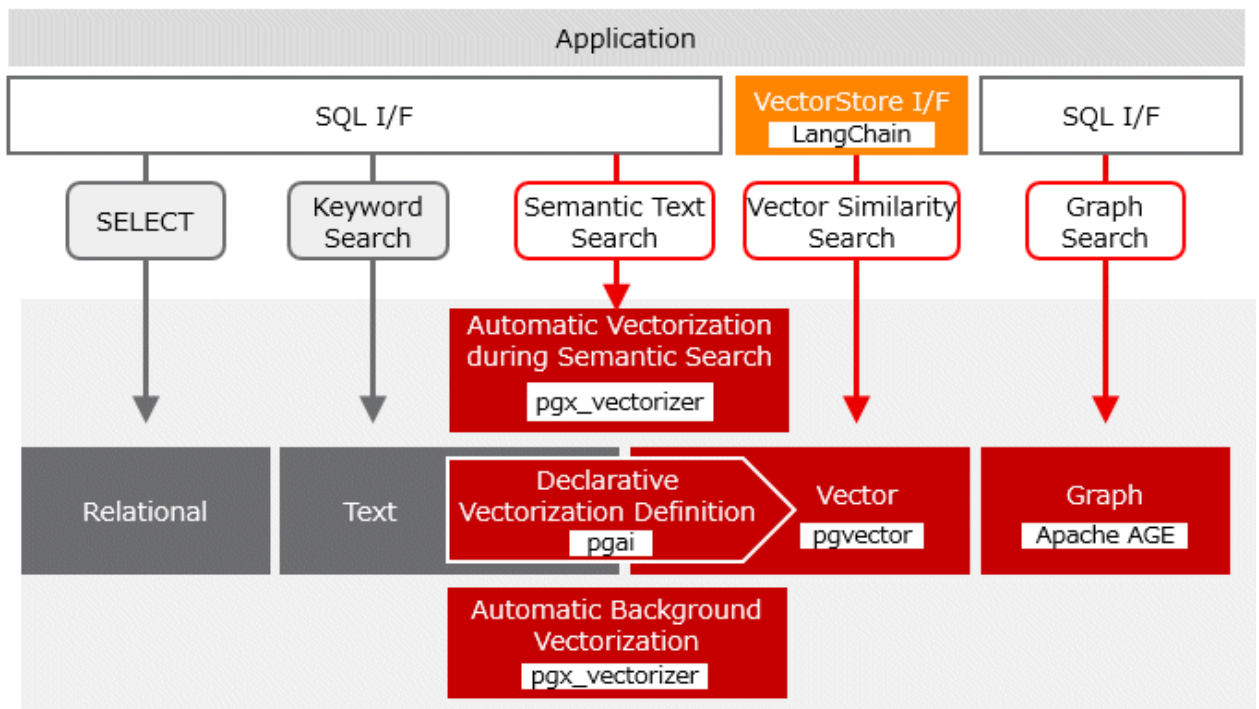 Application
SQL I/F
VectorStore I/F
LangChain
SQL I/F
SELECT
Keyword
Search
Semantic Text
Search
Vector Similarity
Search
Graph
Search
Automatic Vectorization
during Semantic Search
pgx_vectorizer
Relational
Text
Declarative
Vectorization Definition
pgai
Vector
pgvector
Graph
Apache AGE
Automatic Background
Vectorization
pgx_vectorizer